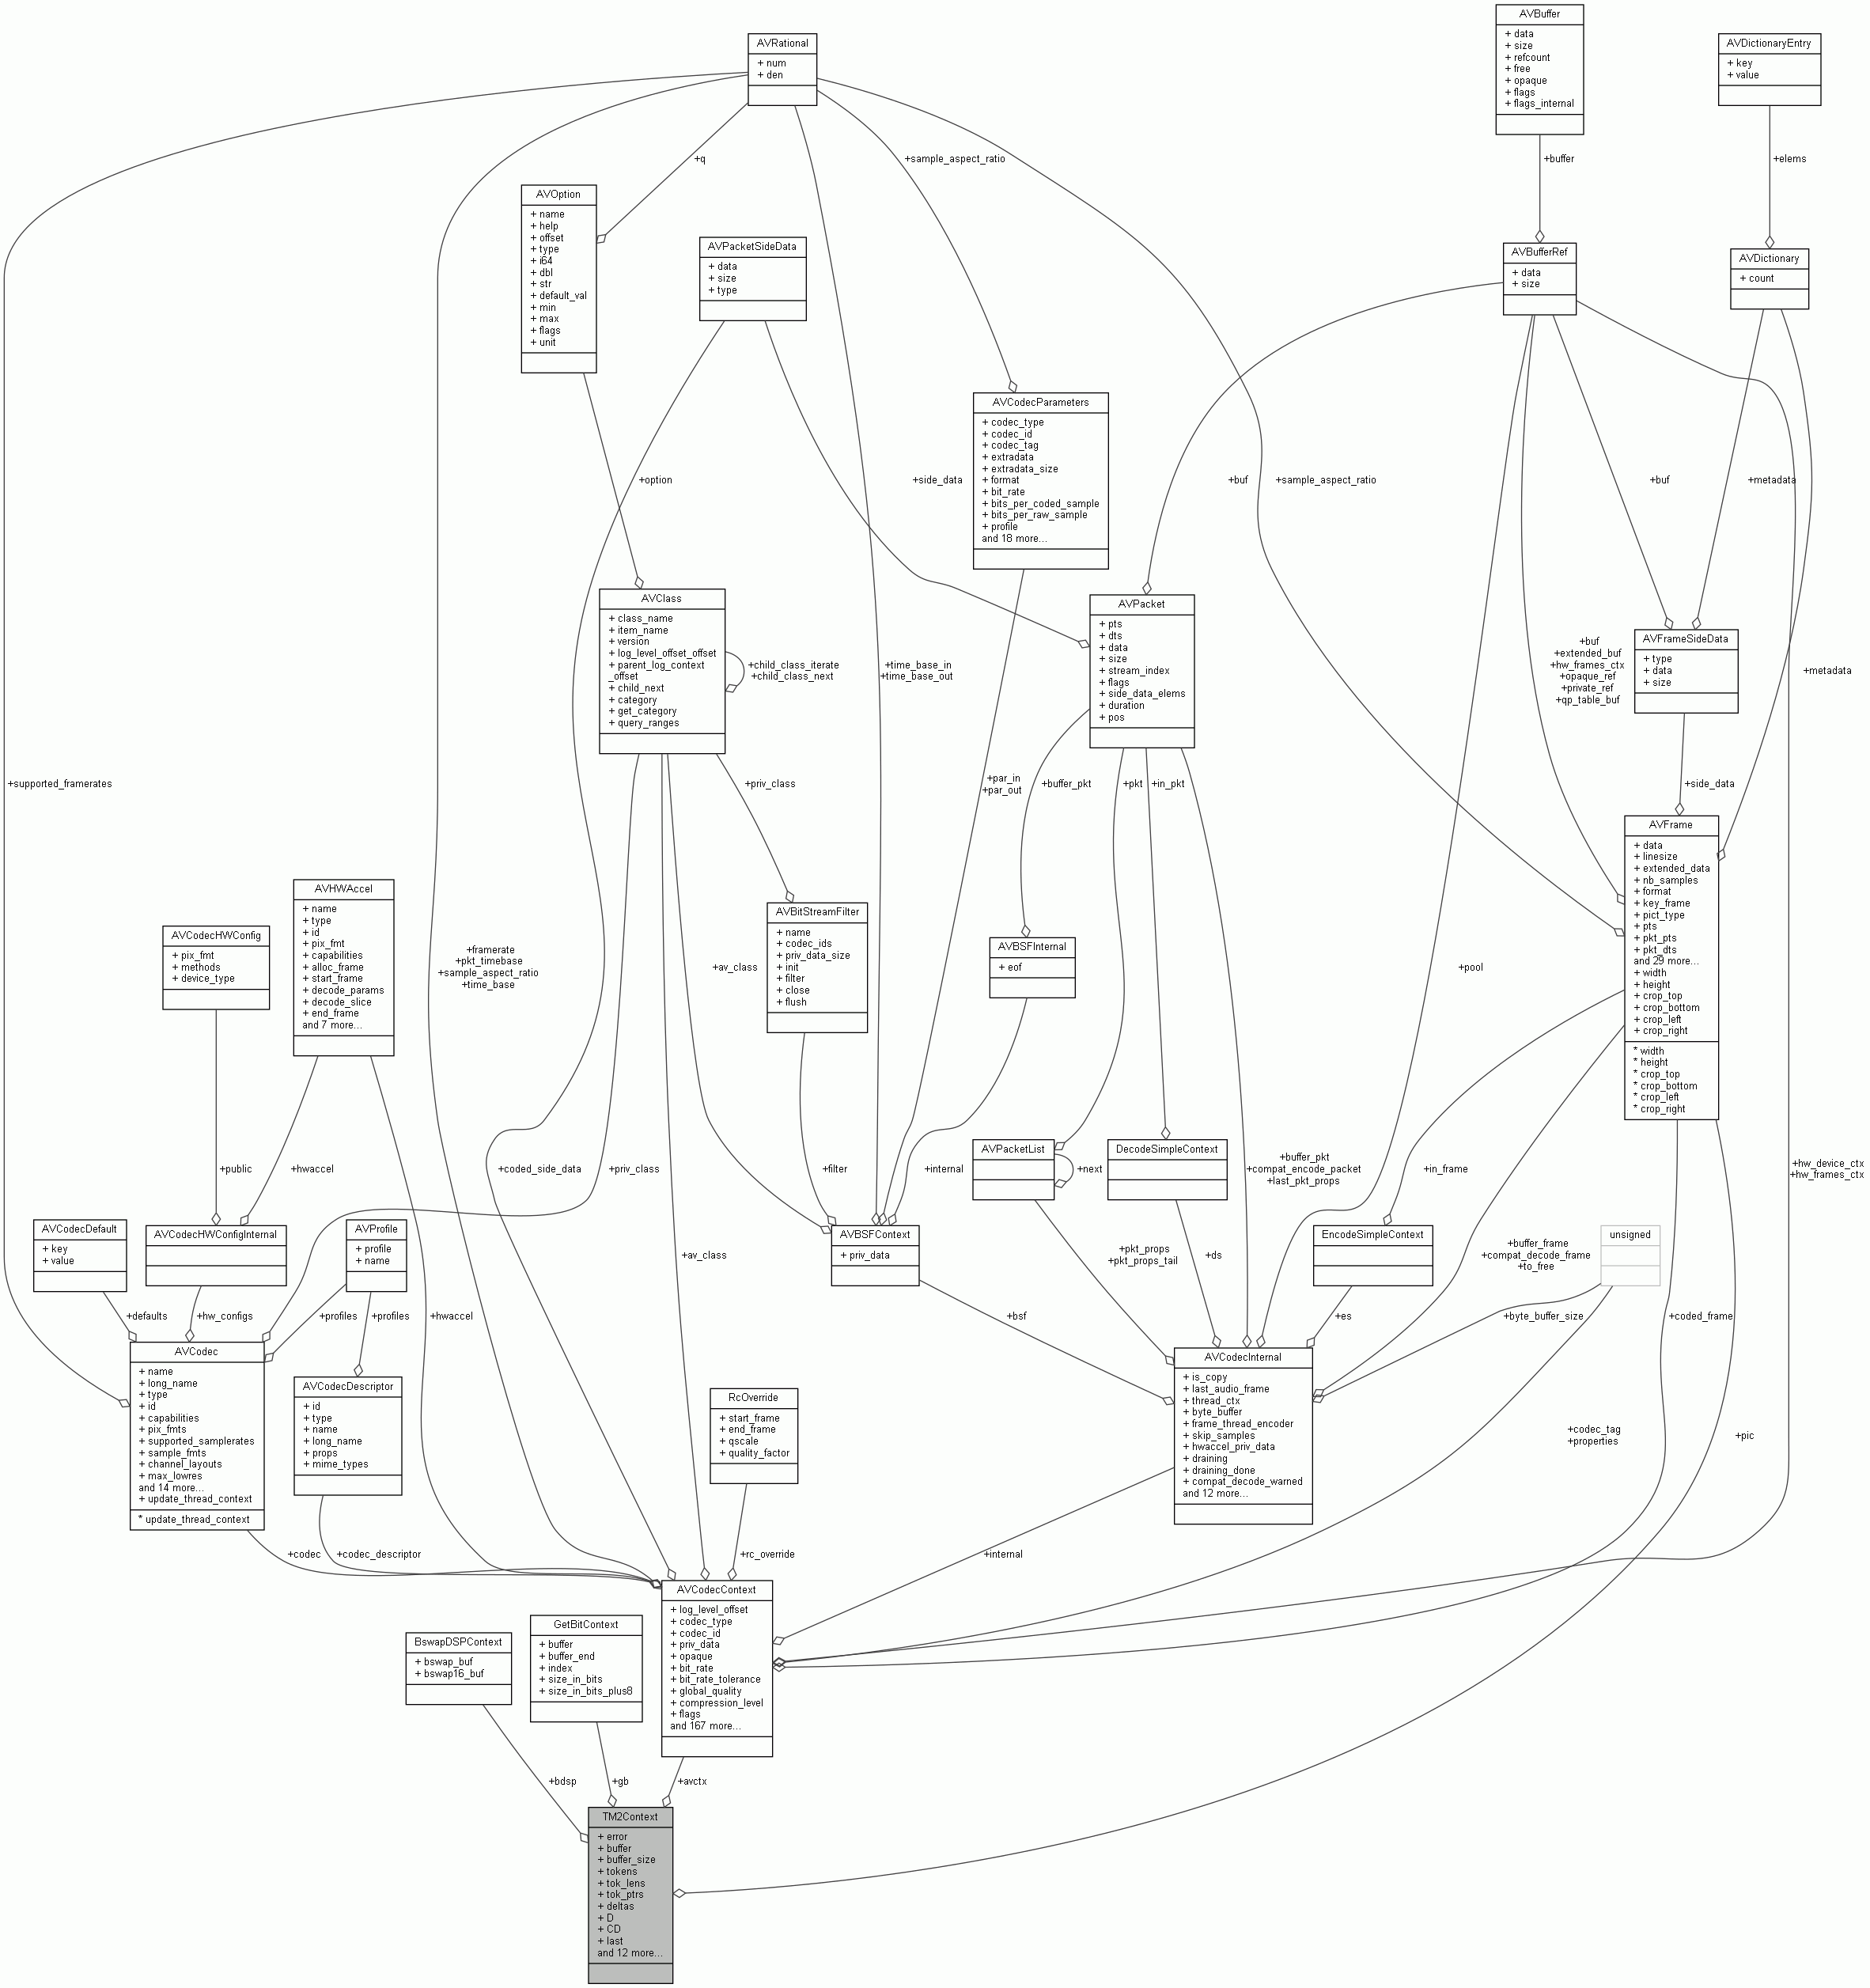 AVBuffer
+ data
+ size
+ refcount
+ free
+ opaque
+ flags
+ flags_internal
AVRational
+ num
+ den
AVDictionaryEntry
+ key
+ value
+q
+sample_aspect_ratio
+buffer
+elems
AVOption
+ name
+ help
+ offset
+ type
+ i64
+ dbl
+ str
+ default_val
+ min
+ max
+ flags
+ unit
AVPacketSideData
+ data
+ size
+ type
AVBufferRef
+ data
+ size
AVDictionary
+ count
AVCodecParameters
+ codec_type
+ codec_id
+ codec_tag
+ extradata
+ extradata_size
+ format
+ bit_rate
+ bits_per_coded_sample
+ bits_per_raw_sample
+ profile
and 18 more...
+option
+side_data
+buf
+sample_aspect_ratio
+buf
+metadata
AVClass
+ class_name
+ item_name
+ version
+ log_level_offset_offset
+ parent_log_context
_offset
+ child_next
+ category
+ get_category
+ query_ranges
+child_class_iterate
+child_class_next
+time_base_in
+time_base_out
AVPacket
+ pts
+ dts
+ data
+ size
+ stream_index
+ flags
+ side_data_elems
+ duration
+ pos
+buf
+extended_buf
+hw_frames_ctx
+opaque_ref
+private_ref
+qp_table_buf
AVFrameSideData
+ type
+ data
+ size
+metadata
+supported_framerates
+priv_class
+par_in
+par_out
+buffer_pkt
+pkt
+in_pkt
+side_data
AVFrame
+ data
+ linesize
+ extended_data
+ nb_samples
+ format
+ key_frame
+ pict_type
+ pts
+ pkt_pts
+ pkt_dts
and 29 more...
+ width
+ height
+ crop_top
+ crop_bottom
+ crop_left
+ crop_right
* width
* height
* crop_top
* crop_bottom
* crop_left
* crop_right
AVHWAccel
+ name
+ type
+ id
+ pix_fmt
+ capabilities
+ alloc_frame
+ start_frame
+ decode_params
+ decode_slice
+ end_frame
and 7 more...
AVCodecHWConfig
+ pix_fmt
+ methods
+ device_type
+framerate
+pkt_timebase
+sample_aspect_ratio
+time_base
+av_class
AVBitStreamFilter
+ name
+ codec_ids
+ priv_data_size
+ init
+ filter
+ close
+ flush
AVBSFInternal
+ eof
+pool
+public
+hwaccel
+coded_side_data
+priv_class
+filter
+internal
AVPacketList
+next
DecodeSimpleContext
+buffer_pkt
+compat_encode_packet
+last_pkt_props
+in_frame
+hw_device_ctx
+hw_frames_ctx
AVCodecDefault
+ key
+ value
AVCodecHWConfigInternal
AVProfile
+ profile
+ name
+av_class
AVBSFContext
+ priv_data
+pkt_props
+pkt_props_tail
+ds
EncodeSimpleContext
+buffer_frame
+compat_decode_frame
+to_free
unsigned
+defaults
+hw_configs
+profiles
+profiles
+hwaccel
+bsf
+es
+byte_buffer_size
+coded_frame
AVCodec
+ name
+ long_name
+ type
+ id
+ capabilities
+ pix_fmts
+ supported_samplerates
+ sample_fmts
+ channel_layouts
+ max_lowres
and 14 more...
+ update_thread_context
* update_thread_context
AVCodecDescriptor
+ id
+ type
+ name
+ long_name
+ props
+ mime_types
RcOverride
+ start_frame
+ end_frame
+ qscale
+ quality_factor
AVCodecInternal
+ is_copy
+ last_audio_frame
+ thread_ctx
+ byte_buffer
+ frame_thread_encoder
+ skip_samples
+ hwaccel_priv_data
+ draining
+ draining_done
+ compat_decode_warned
and 12 more...
+codec_tag
+properties
+pic
+codec
+codec_descriptor
+rc_override
+internal
AVCodecContext
+ log_level_offset
+ codec_type
+ codec_id
+ priv_data
+ opaque
+ bit_rate
+ bit_rate_tolerance
+ global_quality
+ compression_level
+ flags
and 167 more...
GetBitContext
+ buffer
+ buffer_end
+ index
+ size_in_bits
+ size_in_bits_plus8
BswapDSPContext
+ bswap_buf
+ bswap16_buf
+bdsp
+gb
+avctx
TM2Context
+ error
+ buffer
+ buffer_size
+ tokens
+ tok_lens
+ tok_ptrs
+ deltas
+ D
+ CD
+ last
and 12 more...